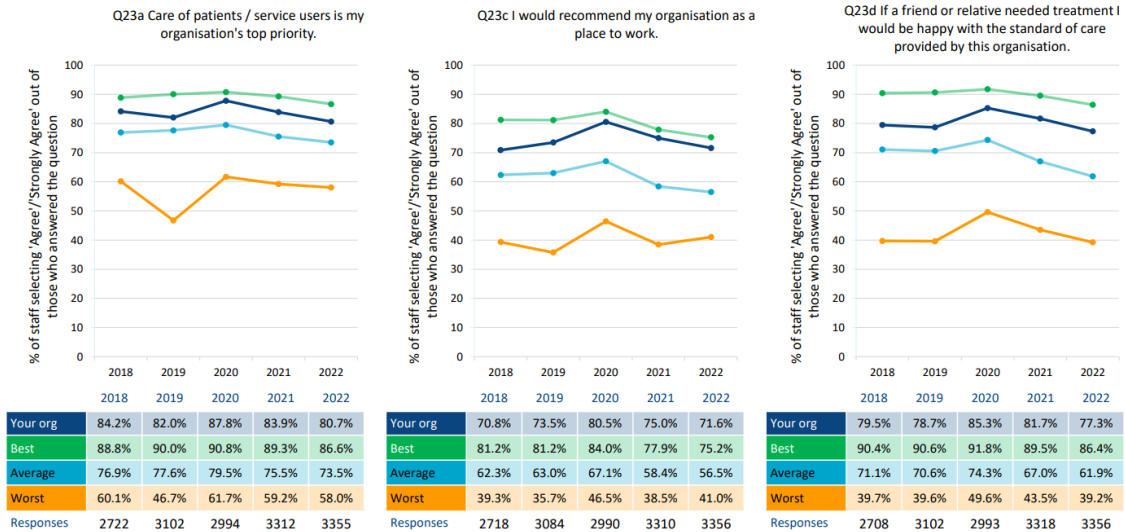 Q23a Care of patients / service users is my
organisation's top priority.
% of staff selecting 'Agree'/'Strongly Agree' out of
those who answered the question
100
90
80
70
60
50
40
30
20
10
0
2018 2019 2020 2021 2022
2018 2019 2020 2021 2022
Your org 84.2% 82.0% 87.8% 83.9% 80.7%
Best 88.8% 90.0% 90.8% 89.3% 86.6%
Average 76.9% 77.6% 79.5% 75.5% 73.5%
Worst 60.1% 46.7% 61.7% 59.2% 58.0%
Responses 2722 3102 2994 3312 3355
Q23c I would recommend my organisation as a
place to work.
% of staff selecting 'Agree'/'Strongly Agree' out of
those who answered the question
100
90
80
70
60
50
40
30
20
10
0
2018 2019 2020 2021 2022
2018 2019 2020 2021 2022
Your org 70.8% 73.5% 80.5% 75.0% 71.6%
Best 81.2% 81.2% 84.0% 77.9% 75.2%
Average 62.3% 63.0% 67.1% 58.4% 56.5%
Worst 39.3% 35.7% 46.5% 38.5% 41.0%
Responses 2718 3084 2990 3310 3356
Q23d If a friend or relative needed treatment I
would be happy with the standard of care
provided by this organisation.
% of staff selecting 'Agree'/'Strongly Agree' out of
those who answered the question
100
90
80
70
60
50
40
30
20
10
0
2018 2019 2020 2021 2022
2018 2019 2020 2021 2022
Your org 79.5% 78.7% 85.3% 81.7% 77.3%
Best 90.4% 90.6% 91.8% 89.5% 86.4%
Average 71.1% 70.6% 74.3% 67.0% 61.9%
Worst 39.7% 39.6% 49.6% 43.5% 39.2%
Responses 2708 3102 2993 3318 3356